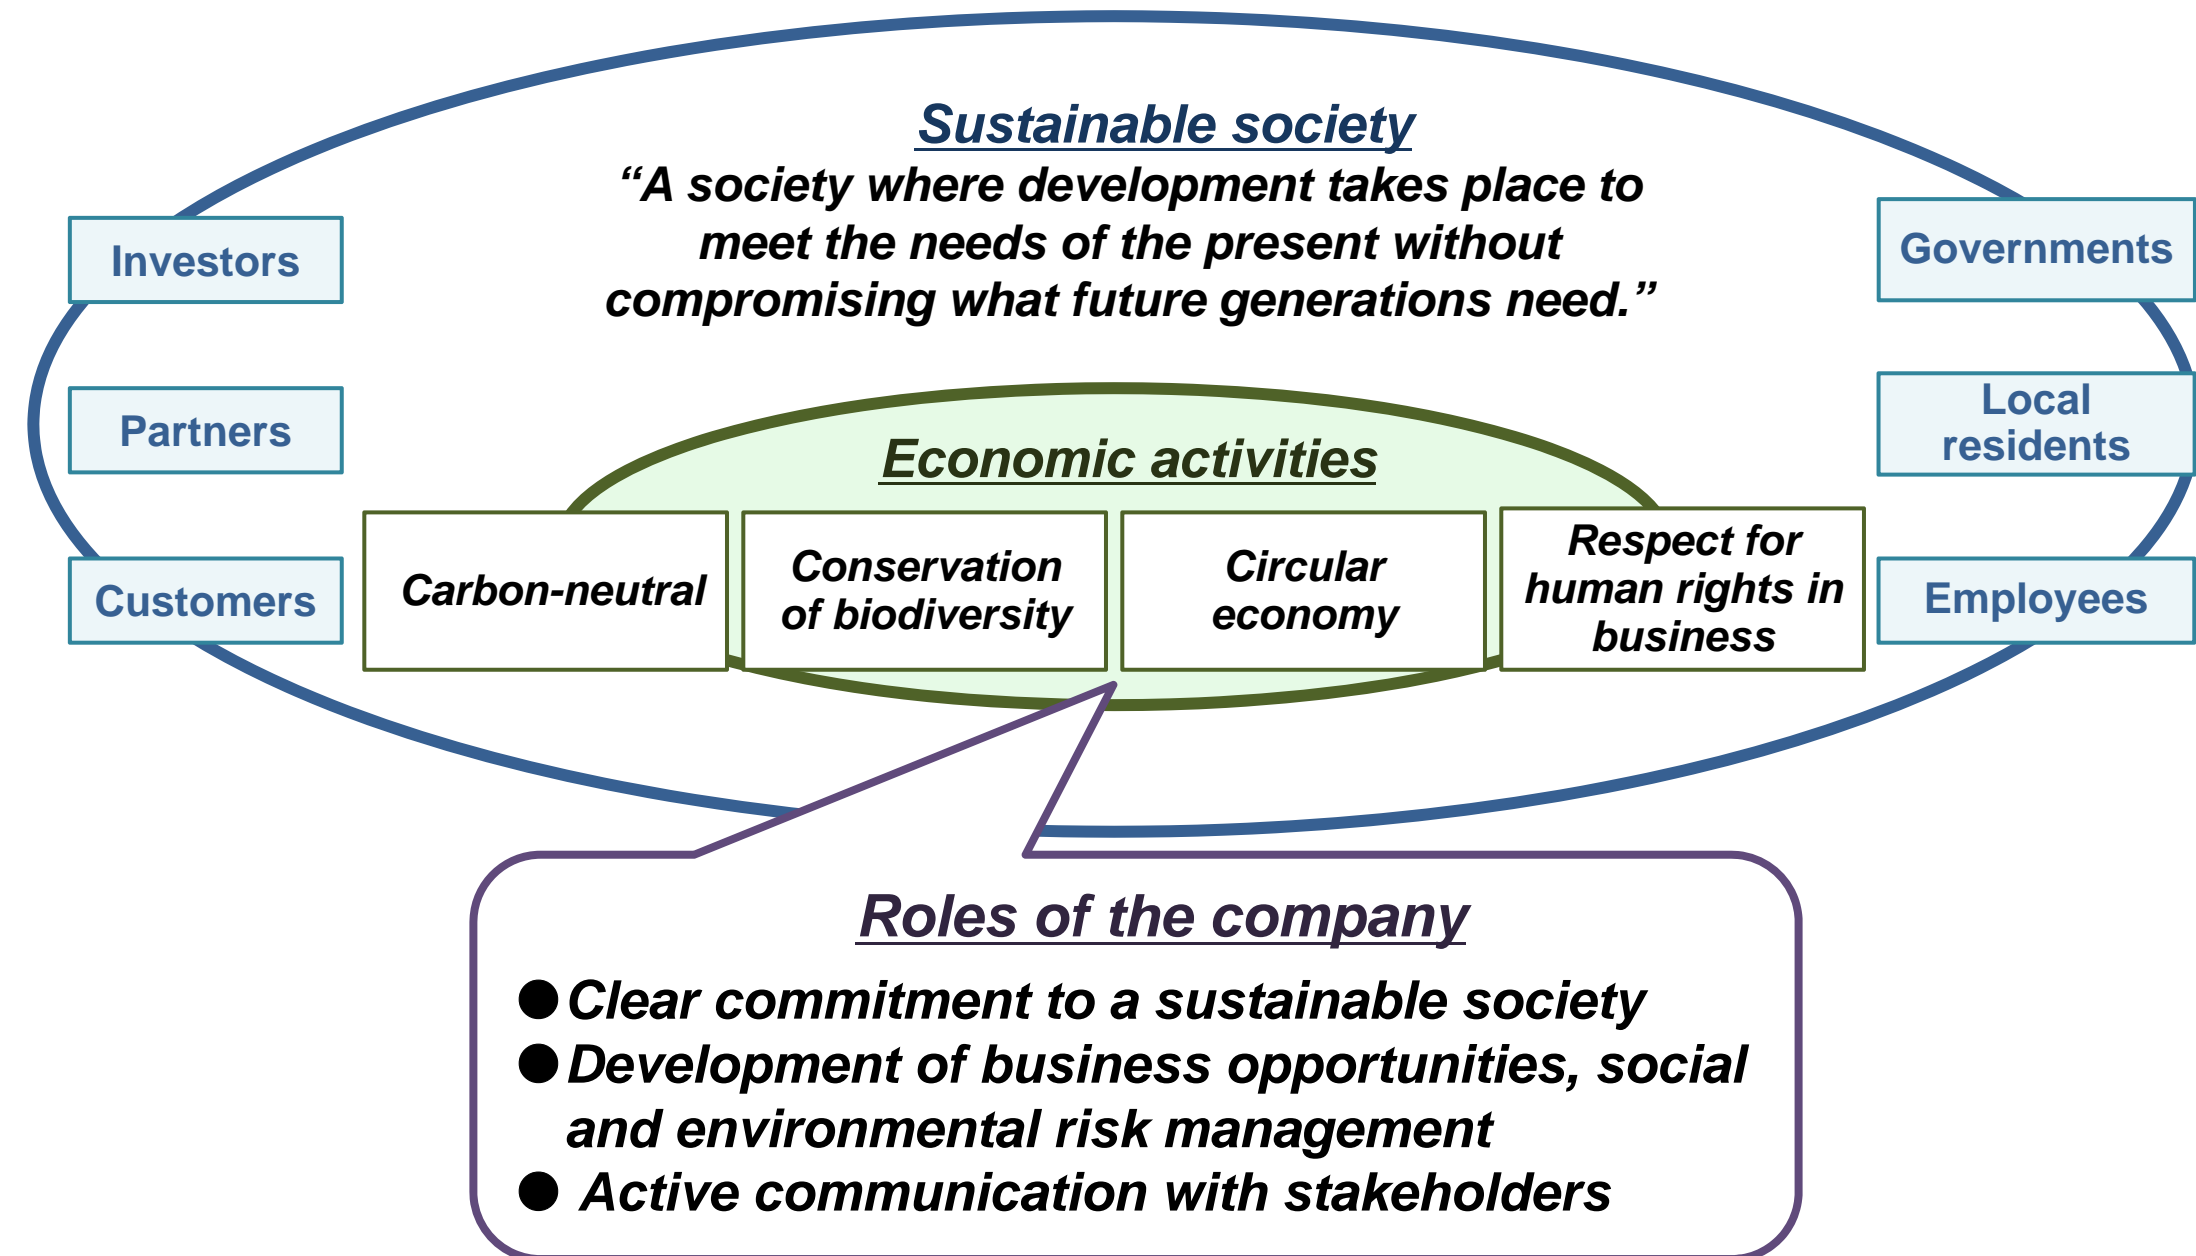 Sustainable society
“A society where development takes place to
meet the needs of the present without
compromising what future generations need.”
Investors
Partners
Customers
Governments
Local
residents
Employees
Economic activities
Carbon-neutral
Conservation
of biodiversity
Circular
economy
Respect for
human rights in
business
Roles of the company
●Clear commitment to a sustainable society
●Development of business opportunities, social
and environmental risk management
● Active communication with stakeholders